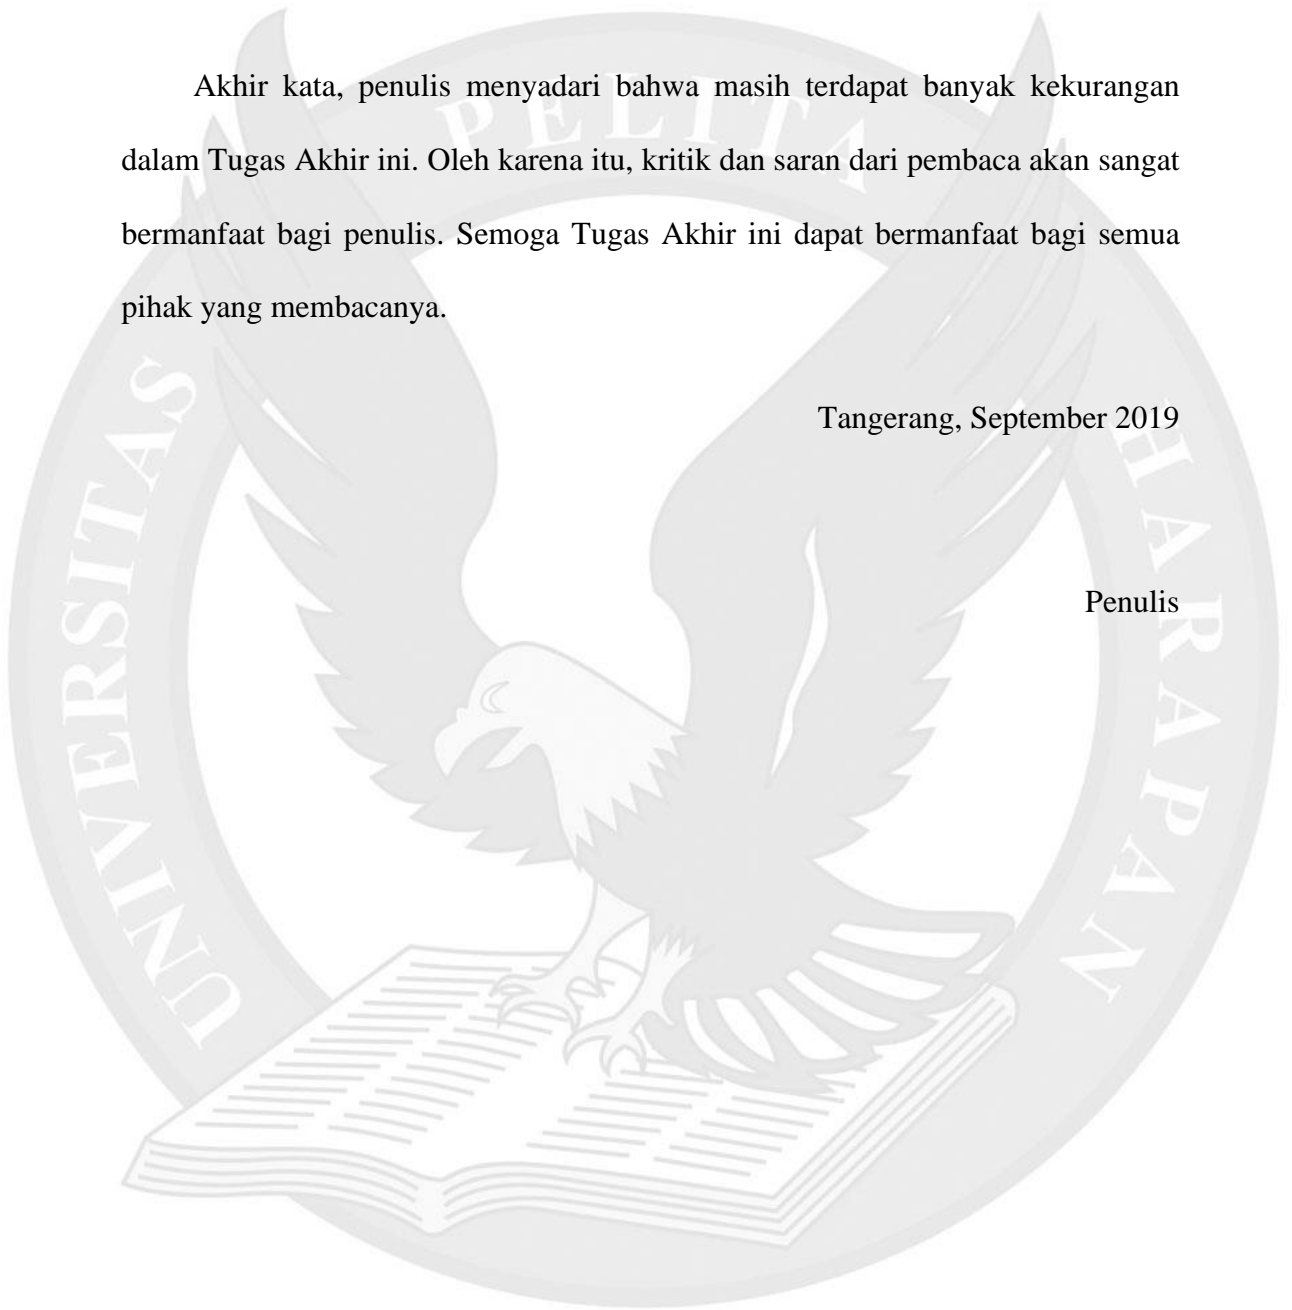 Akhir kata, penulis menyadari bahwa masih terdapat banyak kekurangan
dalam Tugas Akhir ini. Oleh karena itu, kritik dan saran dari pembaca akan sangat
bermanfaat bagi penulis. Semoga Tugas Akhir ini dapat bermanfaat bagi semua
pihak yang membacanya.
Tangerang, September 2019
Penulis
UNIVERSITAS PELITA HARAPAN